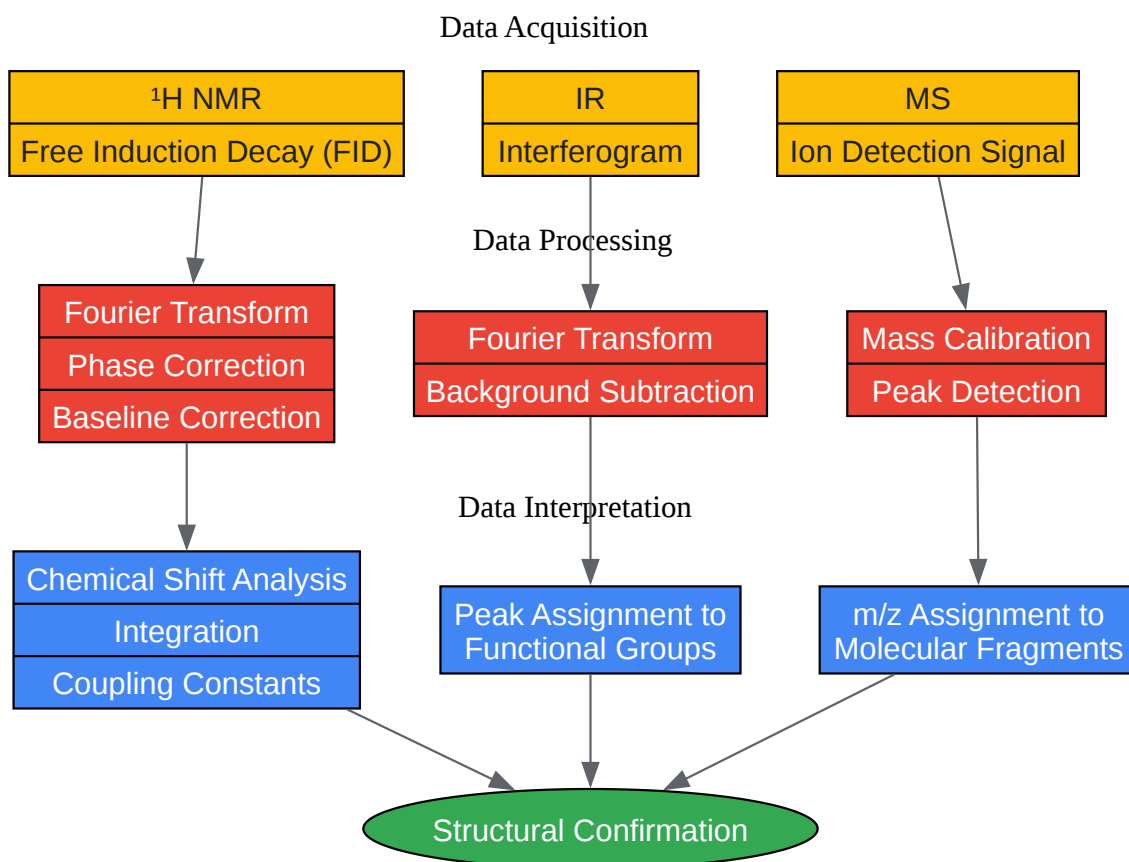 Data Acquisition
¹H NMR
Free Induction Decay (FID)
IR
Interferogram
MS
Ion Detection Signal
Data Processing
Fourier Transform
Phase Correction
Baseline Correction
Fourier Transform
Background Subtraction
Mass Calibration
Peak Detection
Data Interpretation
Chemical Shift Analysis
Integration
Coupling Constants
Peak Assignment to
Functional Groups
m/z Assignment to
Molecular Fragments
Structural Confirmation